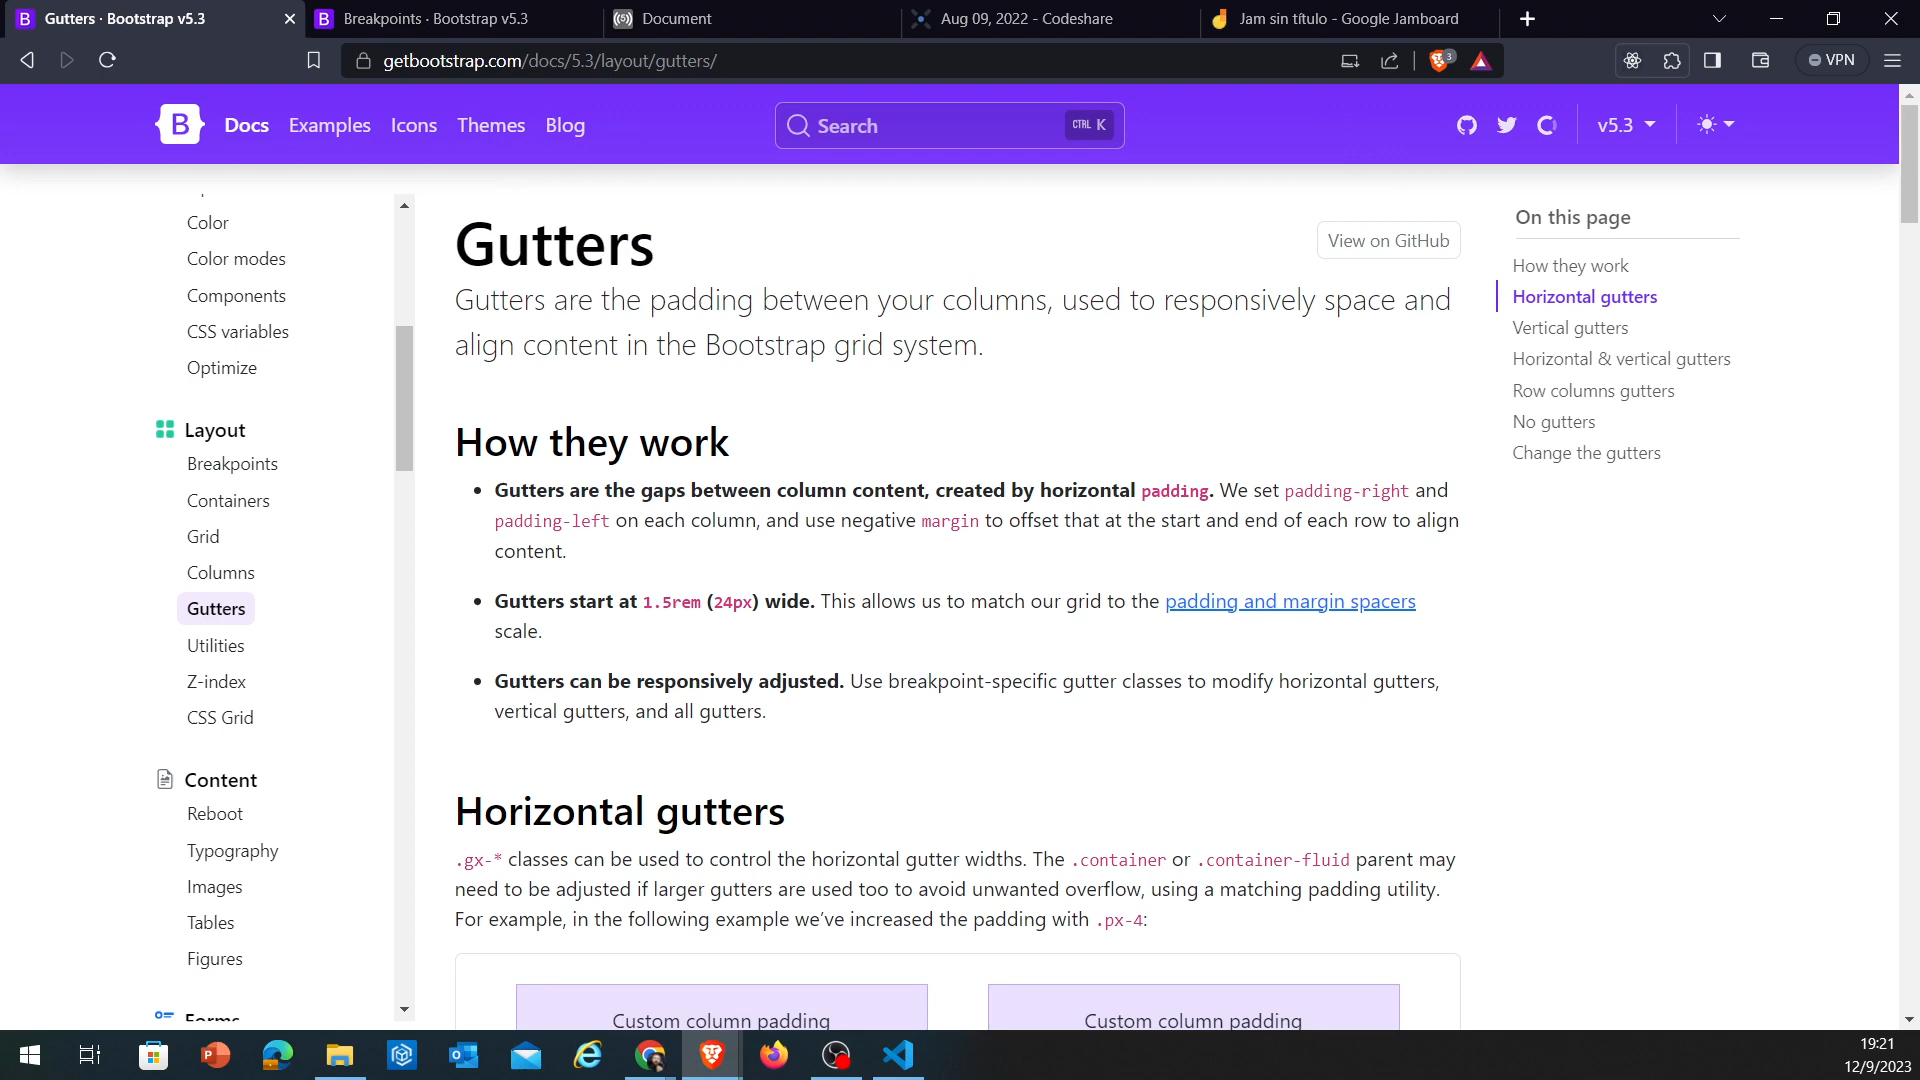 Gutters · Bootstrap v5.3
Breakpoints · Bootstrap v5.3
Document
Aug 09, 2022 - Codeshare
Jam sin título - Google Jamboard
getbootstrap.com/docs/5.3/layout/gutters/
3
VPN
B
Docs
Examples
Icons
Themes
Blog
Search
CTRL K
v5.3
Color
Color modes
Components
CSS variables
Optimize
Layout
Breakpoints
Containers
Grid
Columns
Gutters
Utilities
Z-index
CSS Grid
Content
Reboot
Typography
Images
Tables
Figures
Forms
Gutters
View on GitHub
Gutters are the padding between your columns, used to responsively space and
align content in the Bootstrap grid system.
How they work
Gutters are the gaps between column content, created by horizontal padding. We set padding-right and
padding-left on each column, and use negative margin to offset that at the start and end of each row to align
content.
Gutters start at 1.5rem (24px) wide. This allows us to match our grid to the padding and margin spacers
scale.
Gutters can be responsively adjusted. Use breakpoint-specific gutter classes to modify horizontal gutters,
vertical gutters, and all gutters.
Horizontal gutters
.gx-* classes can be used to control the horizontal gutter widths. The .container or .container-fluid parent may
need to be adjusted if larger gutters are used too to avoid unwanted overflow, using a matching padding utility.
For example, in the following example we’ve increased the padding with .px-4:
Custom column padding
Custom column padding
On this page
How they work
Horizontal gutters
Vertical gutters
Horizontal & vertical gutters
Row columns gutters
No gutters
Change the gutters
19:21
12/9/2023